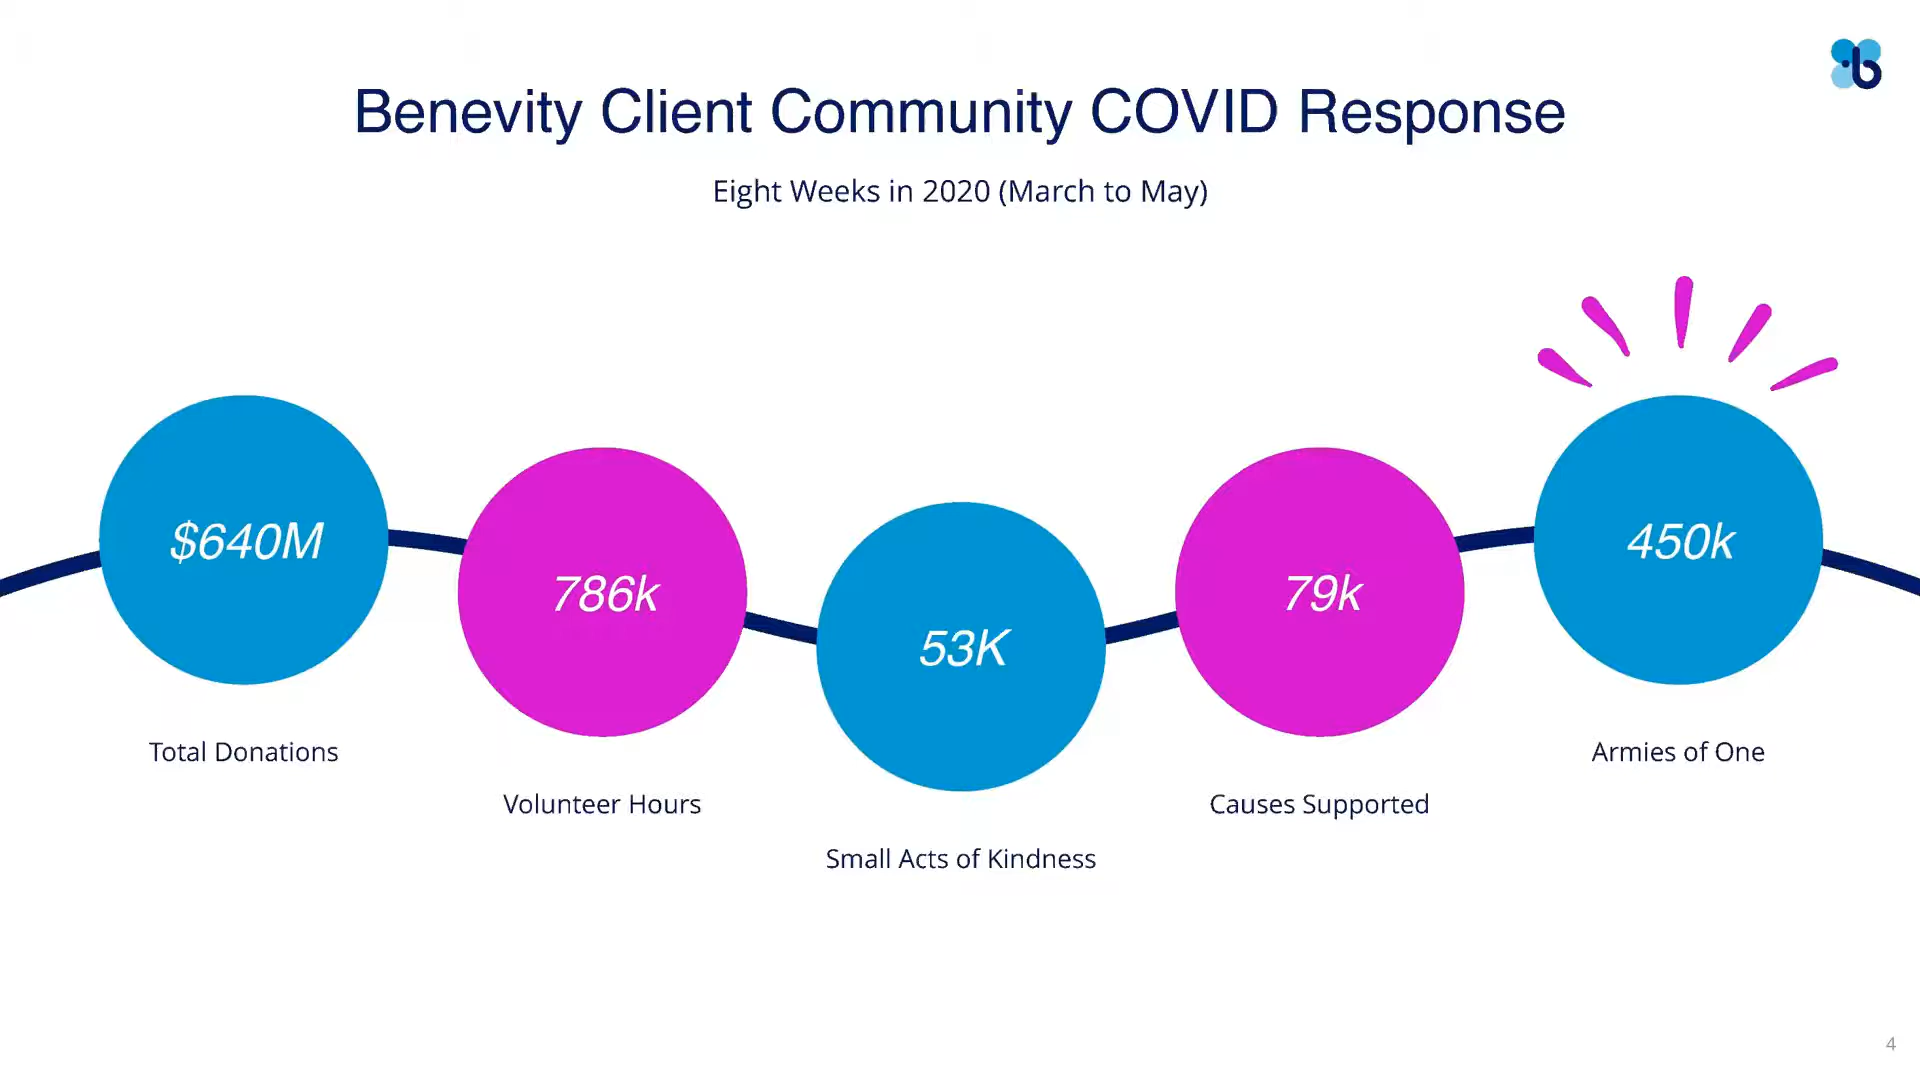 Benevity Client Community COVID Response
Eight Weeks in 2020 (March to May)
$640M
Total Donations
786k
Volunteer Hours
53K
Small Acts of Kindness
79k
Causes Supported
450k
Armies of One
b
4